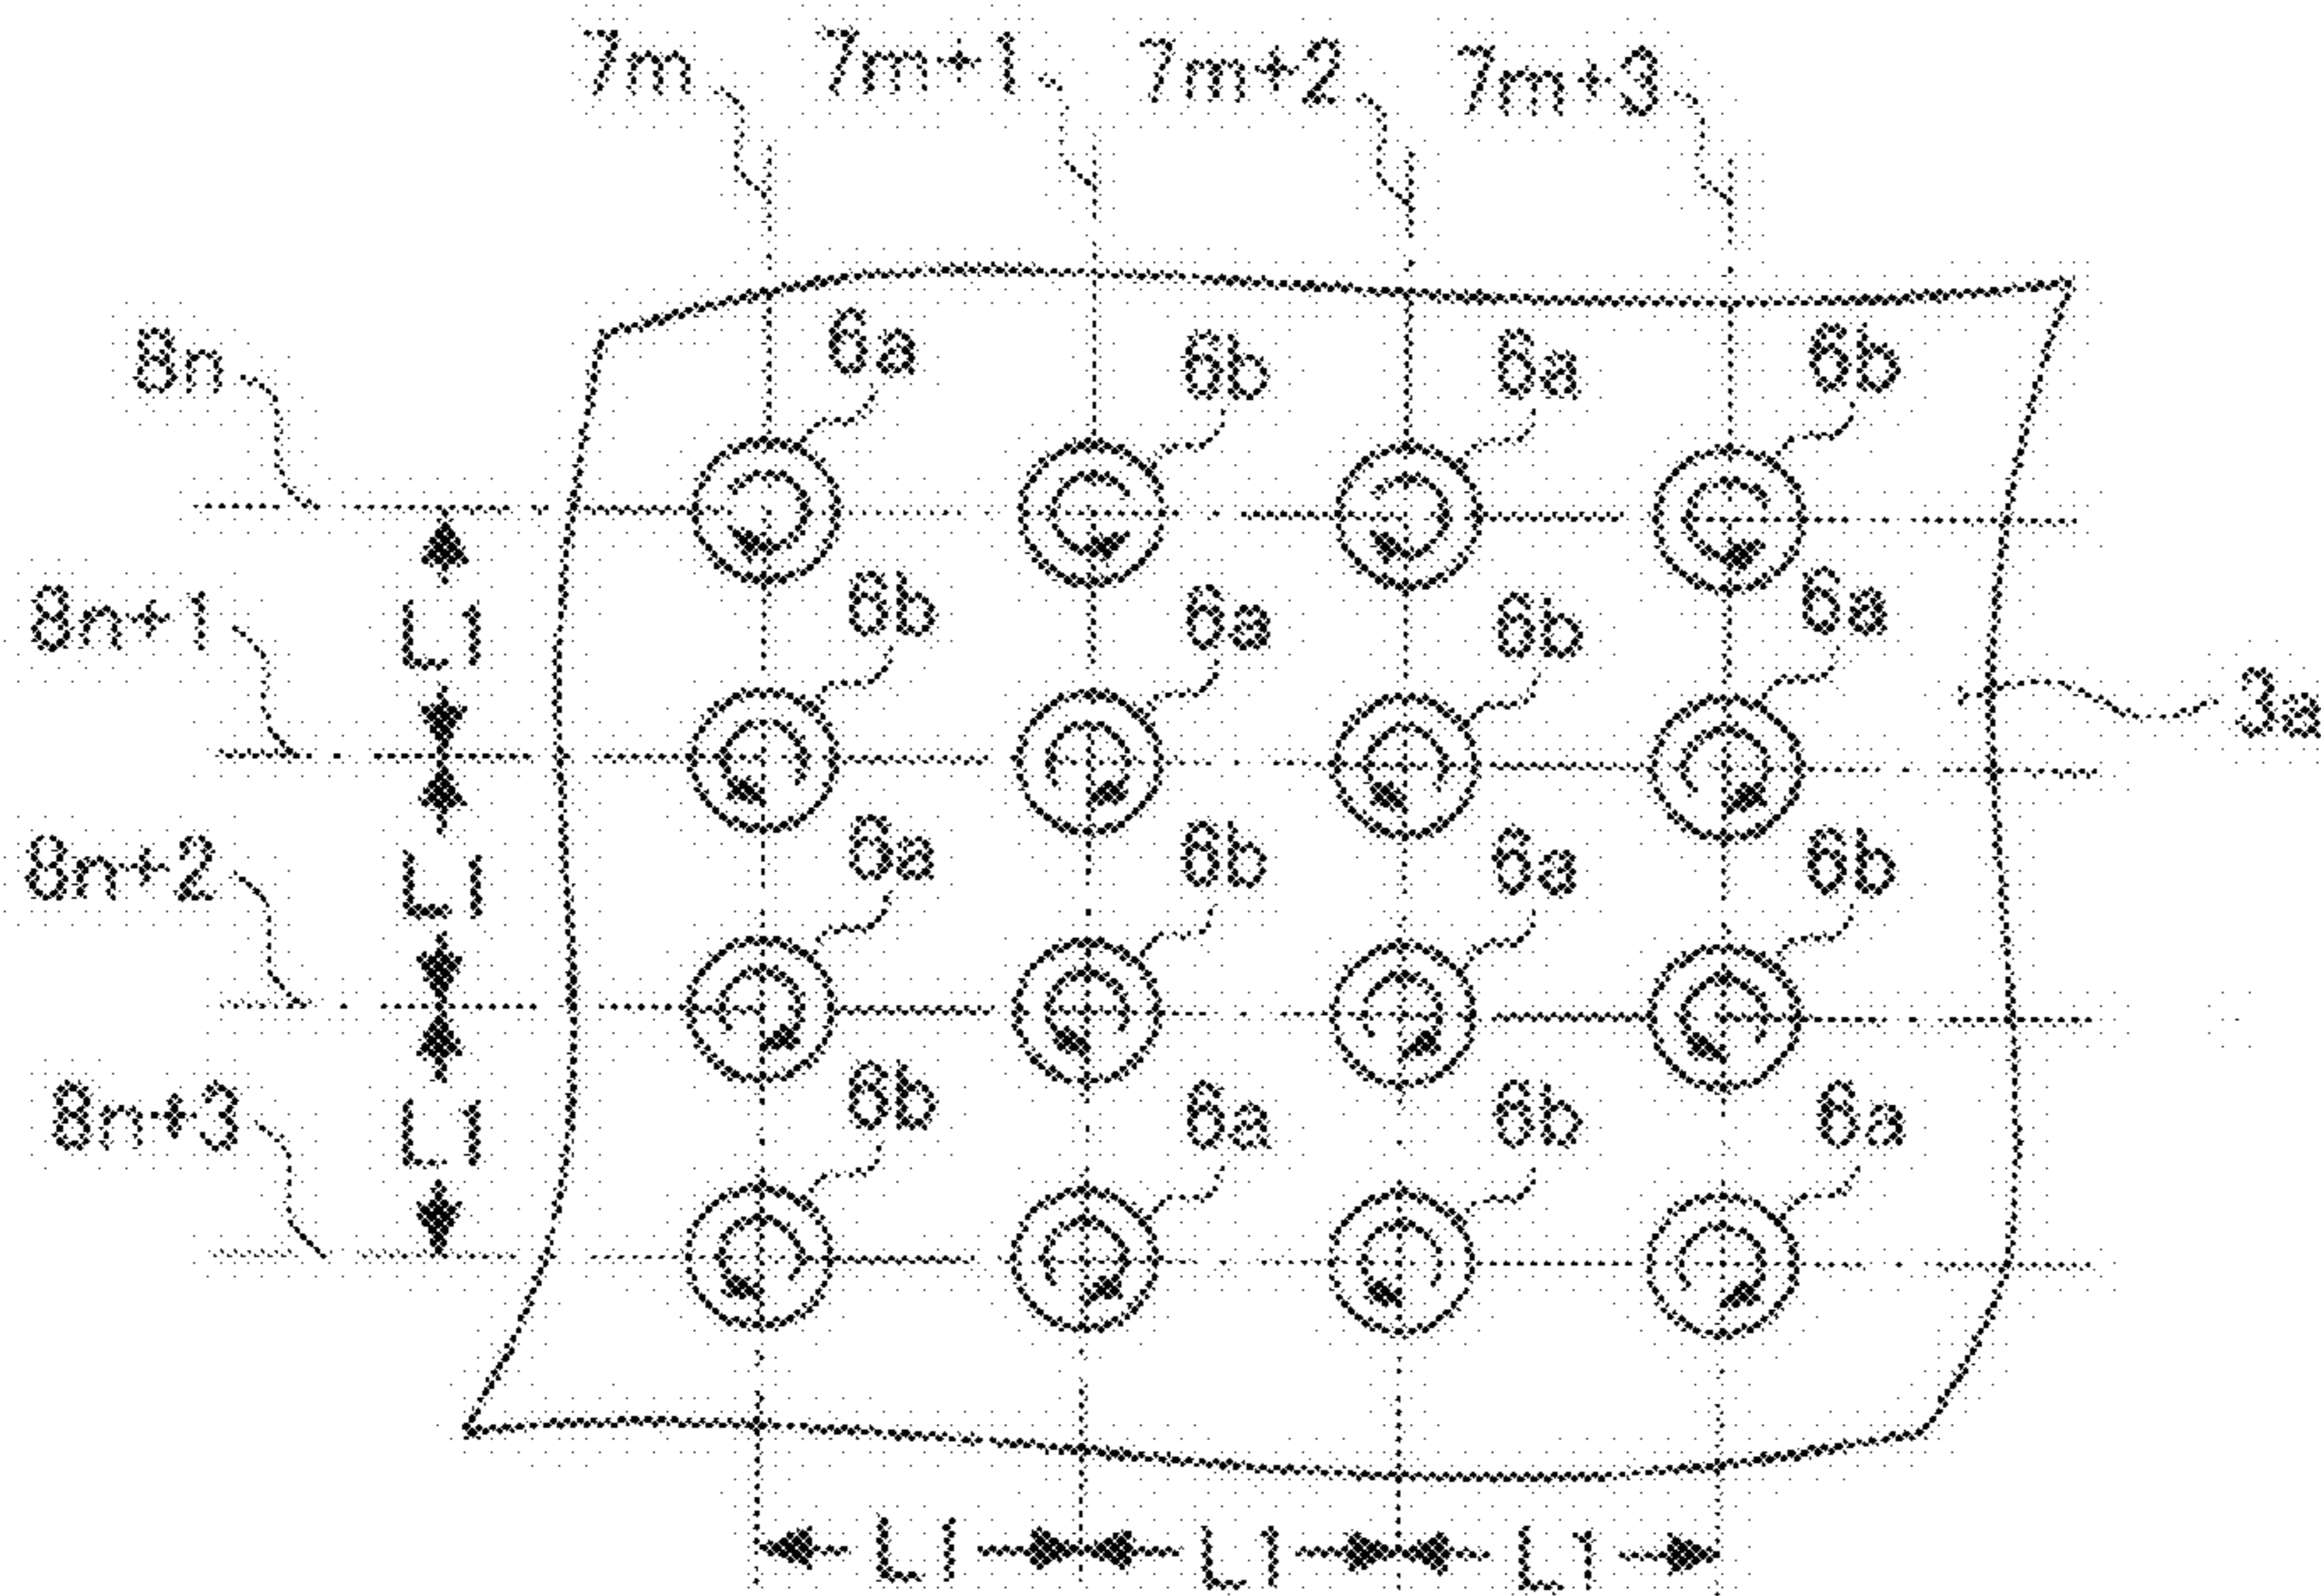 7m 7m+1 7m+2 7m+3
8n 6a 6b 6a 6b
8n+1 L1 6b 6a 6b 6a
3a
8n+2 L1 6a 6b 6a 6b
8n+3 L1 6b 6a 6b 6a
L1 L1 L1